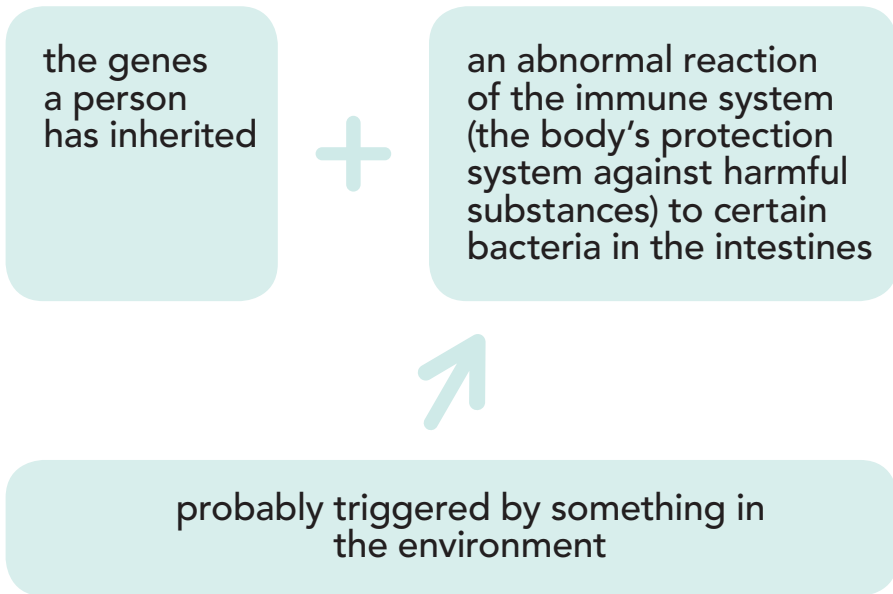 the genes
a person
has inherited
an abnormal reaction
of the immune system
(the body’s protection
system against harmful
substances) to certain
bacteria in the intestines
probably triggered by something in
the environment